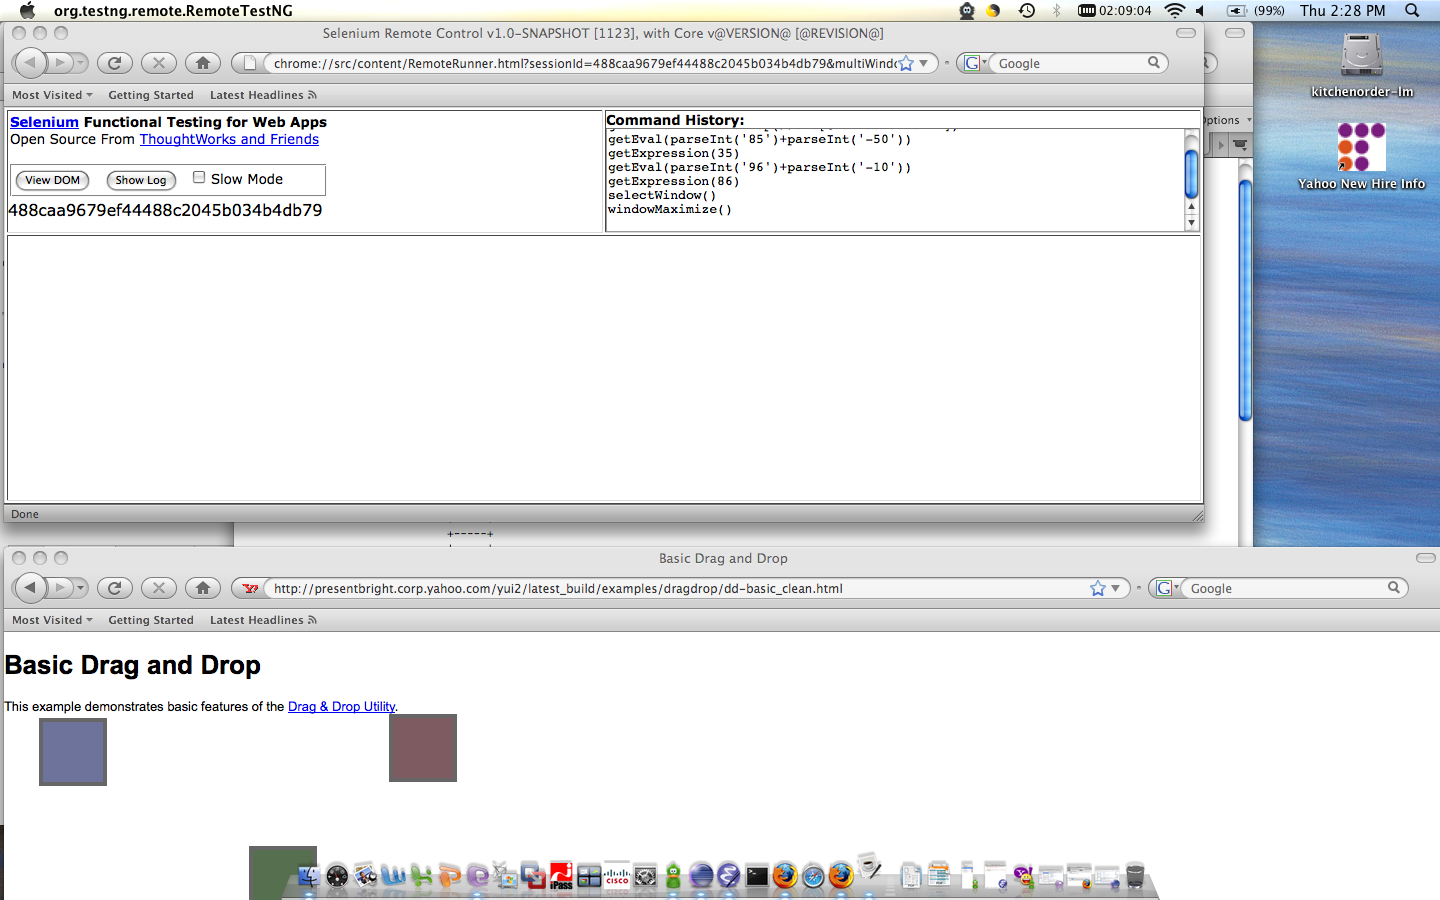 org.testng.remote.RemoteTestNG
02:09:04
(99%)
Thu 2:28 PM
Selenium Remote Control v1.0-SNAPSHOT [1123], with Core v@VERSION@ [@REVISION@]
chrome://src/content/RemoteRunner.html?sessionId=488caa9679ef44488c2045b034b4db79&multiWind
Google
Most Visited
Getting Started
Latest Headlines
Selenium Functional Testing for Web Apps
Open Source From ThoughtWorks and Friends
View DOM
Show Log
Slow Mode
488caa9679ef44488c2045b034b4db79
Command History:
getEval(parseInt('85')+parseInt('-50'))
getExpression(35)
getEval(parseInt('96')+parseInt('-10'))
getExpression(86)
selectWindow()
windowMaximize()
ptions
kitchenorder-lm
Yahoo New Hire Info
Done
+-----+
Basic Drag and Drop
http://presentbright.corp.yahoo.com/yui2/latest_build/examples/dragdrop/dd-basic_clean.html
Google
Most Visited
Getting Started
Latest Headlines
Basic Drag and Drop
This example demonstrates basic features of the Drag & Drop Utility.
iPass
CISCO